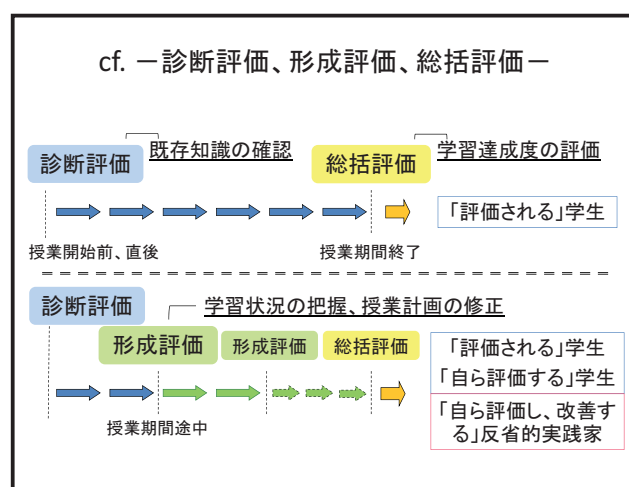 cf. －診断評価、形成評価、総括評価－
診断評価
既存知識の確認
総括評価
学習達成度の評価
「評価される」学生
授業開始前、直後
授業期間終了
診断評価
学習状況の把握、授業計画の修正
形成評価
形成評価
総括評価
「評価される」学生
「自ら評価する」学生
「自ら評価し、改善す
る」反省的実践家
授業期間途中